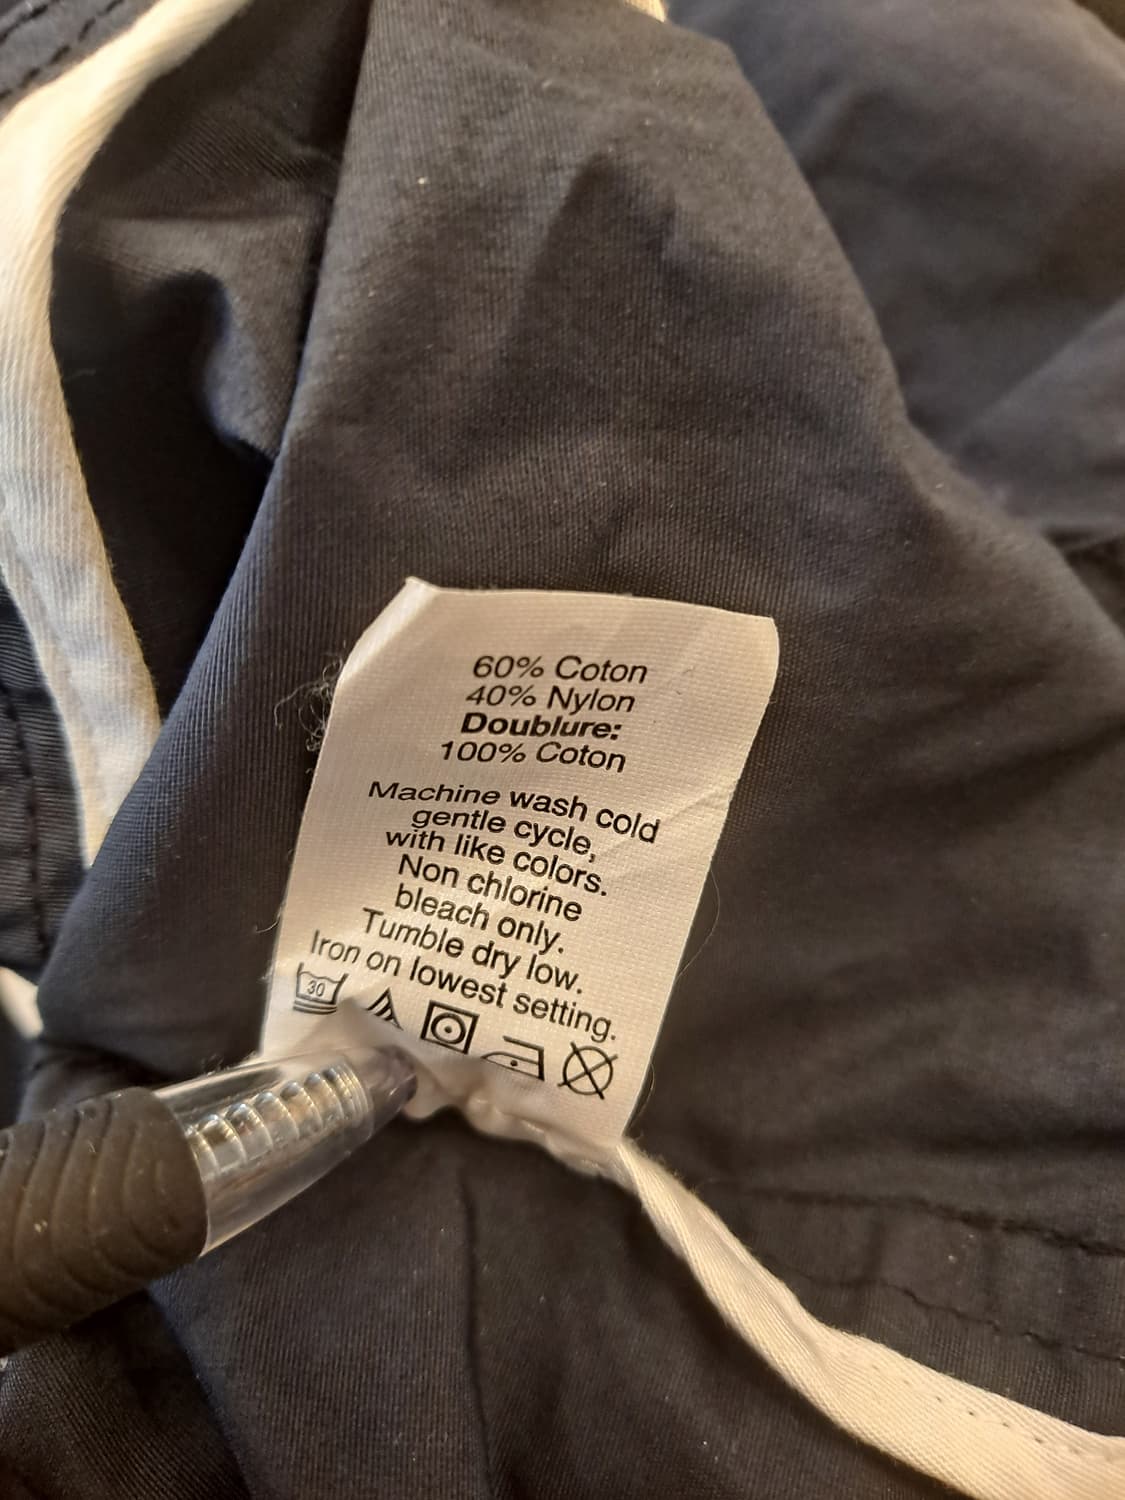 60% Coton
40% Nylon
Doublure:
100% Coton
Machine wash cold
gentle cycle,
with like colors.
Non chlorine
bleach only.
Tumble dry low.
Iron on lowest setting.
30